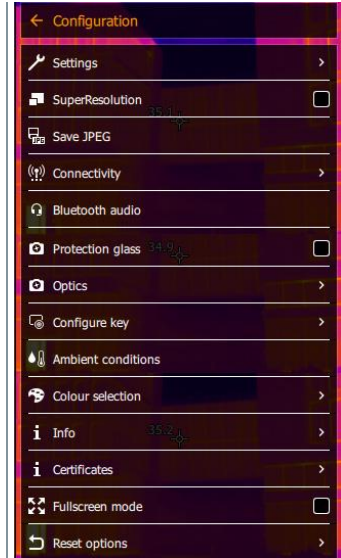 Configuration
Settings
SuperResolution
35.1
JPG
Save JPEG
Connectivity
Bluetooth audio
Protection glass
34.9
Optics
Configure key
Ambient conditions
Colour selection
Info
35.2
Certificates
Fullscreen mode
Reset options